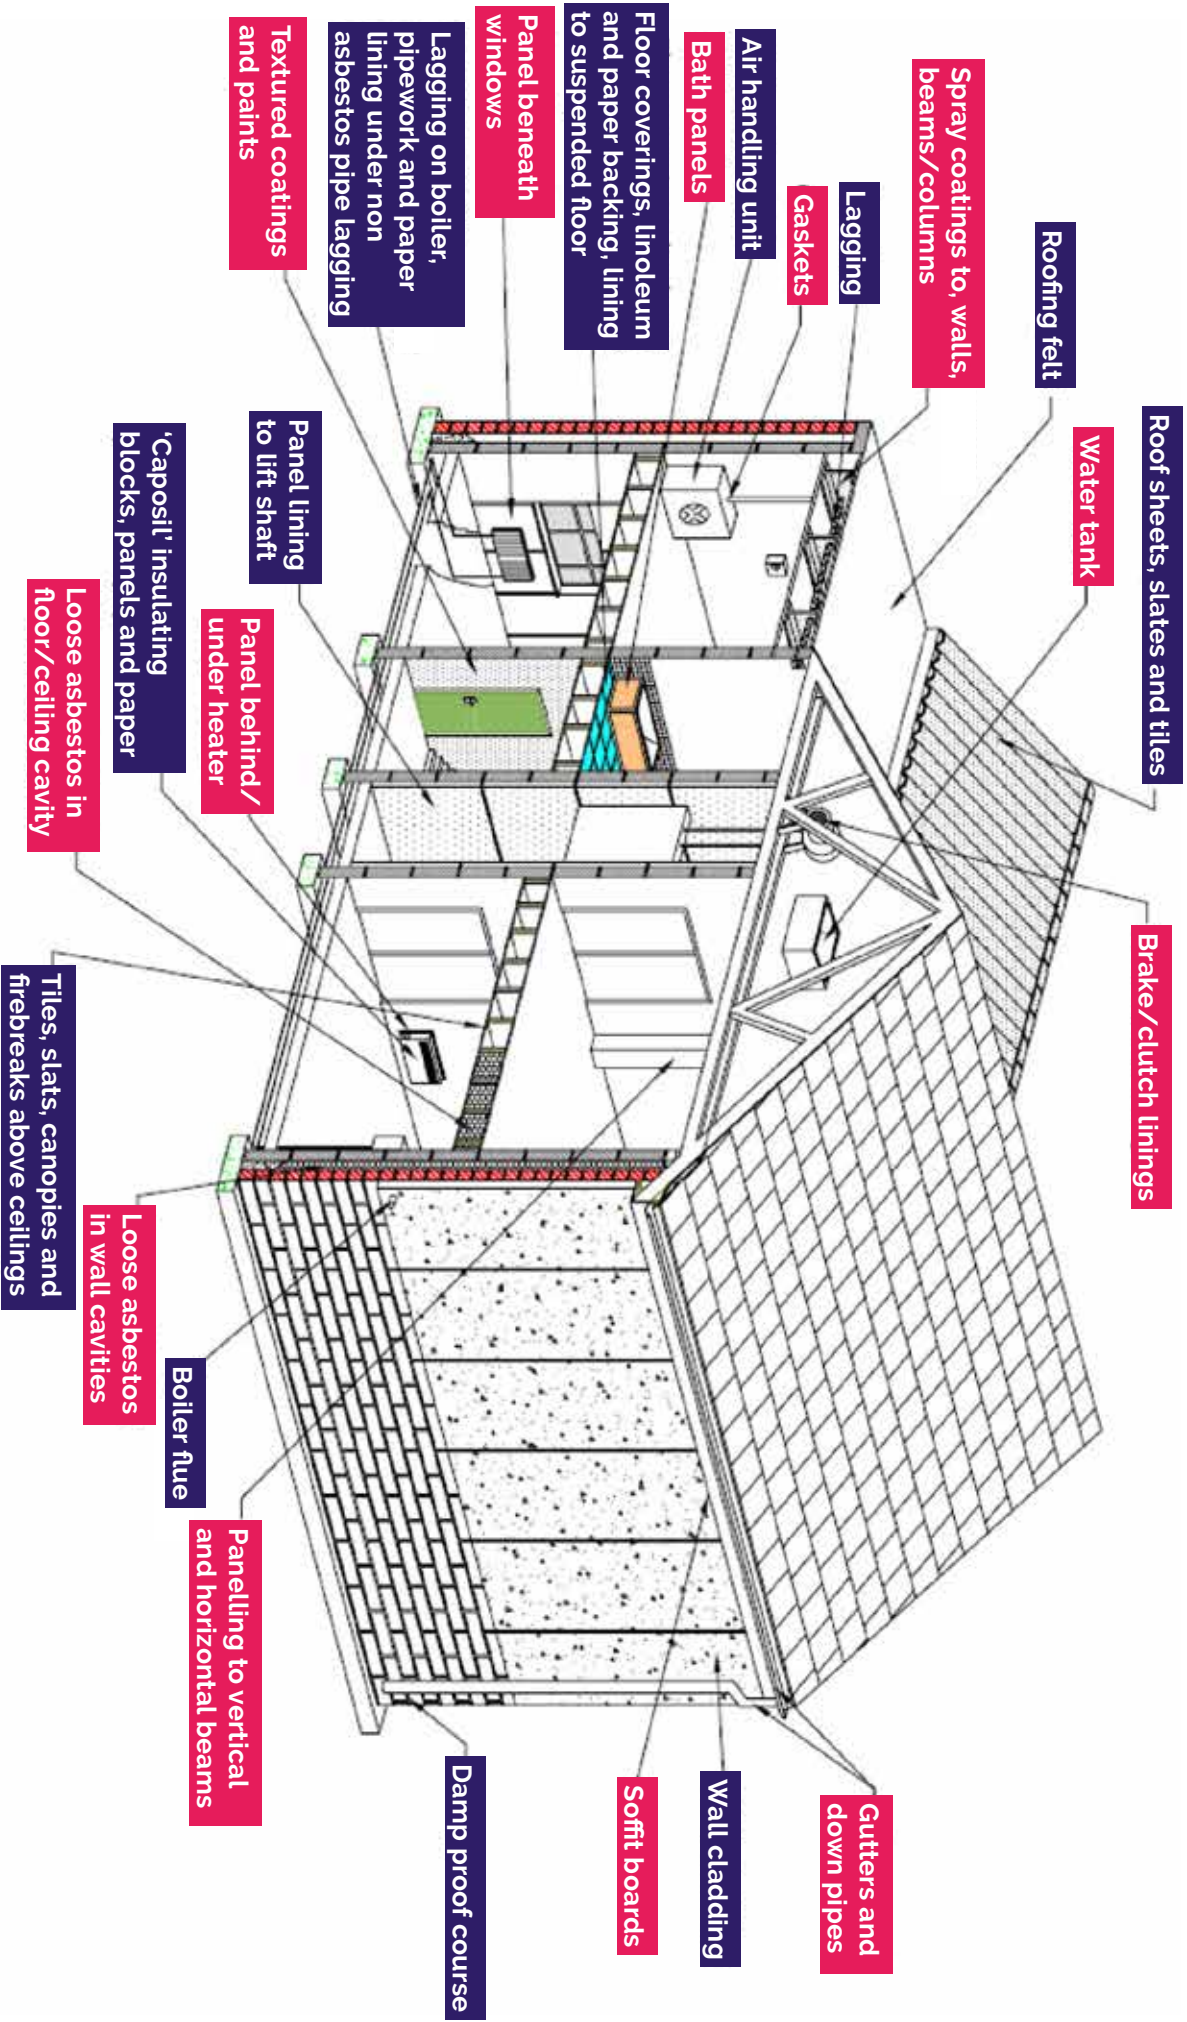 Roof sheets, slates and tiles
Brake/clutch linings
Roofing felt
Water tank
Spray coatings to, walls,
beams/columns
Lagging
Gaskets
Air handling unit
Bath panels
Floor coverings, linoleum
and paper backing, lining
to suspended floor
Panel beneath
windows
Lagging on boiler,
pipework and paper
lining under non
asbestos pipe lagging
Textured coatings
and paints
Gutters and
down pipes
Wall cladding
Soffit boards
Damp proof course
Panel lining
to lift shaft
Panel behind/
under heater
'Caposil' insulating
blocks, panels and paper
Loose asbestos in
floor/ceiling cavity
Panelling to vertical
and horizontal beams
Boiler flue
Loose asbestos
in wall cavities
Tiles, slats, canopies and
firebreaks above ceilings